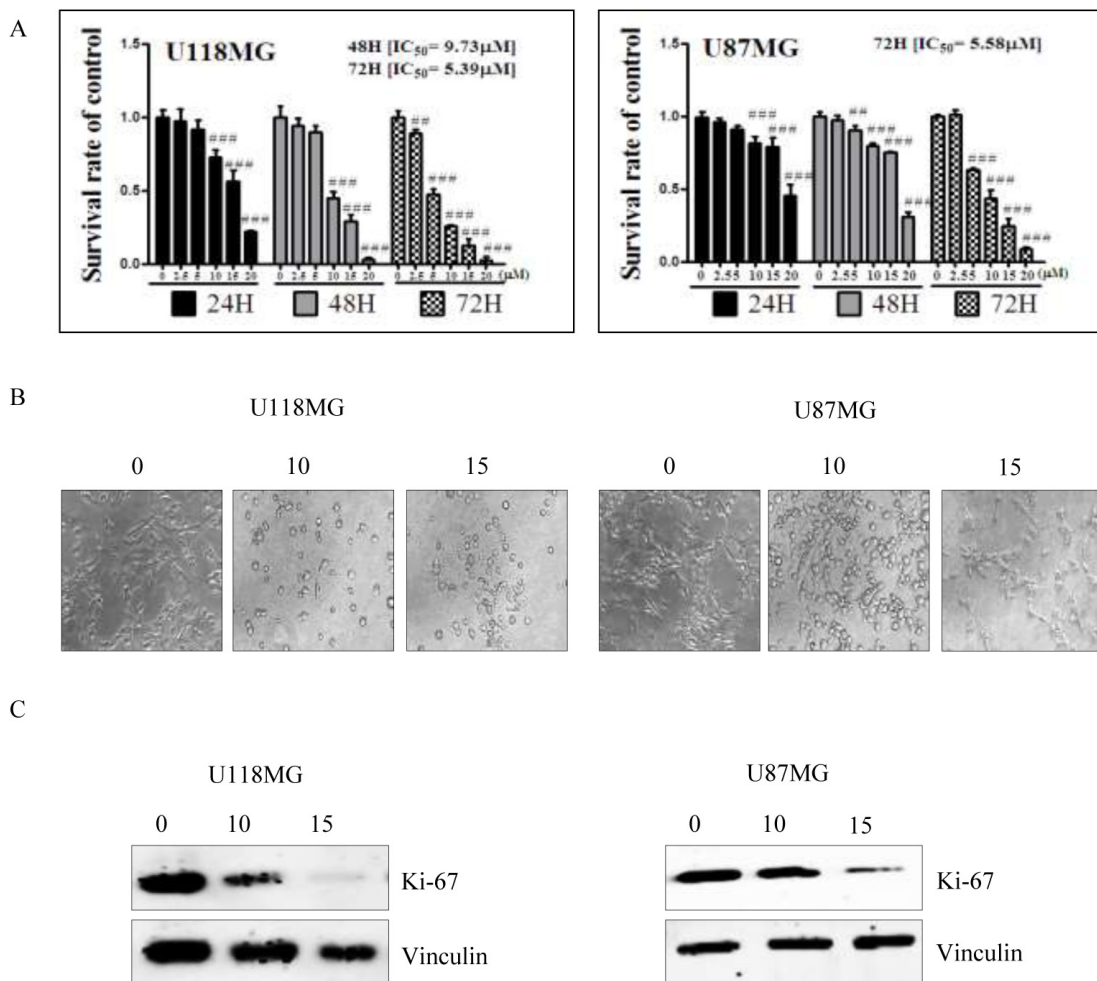 A
U118MG
48H [IC50= 9.73μM]
72H [IC50= 5.39μM]
Survival rate of control
1.5
1.0
0.5
0.0
###
###
###
###
###
###
##
###
###
###
###
0 2.5 5 10 15 20 0 2.5 5 10 15 20 0 2.5 5 10 15 20 (μM)
24H 48H 72H
U87MG
72H [IC50= 5.58μM]
Survival rate of control
1.5
1.0
0.5
0.0
###
###
###
##
###
###
###
###
###
###
###
0 2.55 10 15 20 0 2.55 10 15 20 0 2.55 10 15 20 (μM)
24H 48H 72H
B
U118MG U87MG
0 10 15 0 10 15
C
U118MG U87MG
0 10 15 0 10 15
Ki-67 Ki-67
Vinculin Vinculin